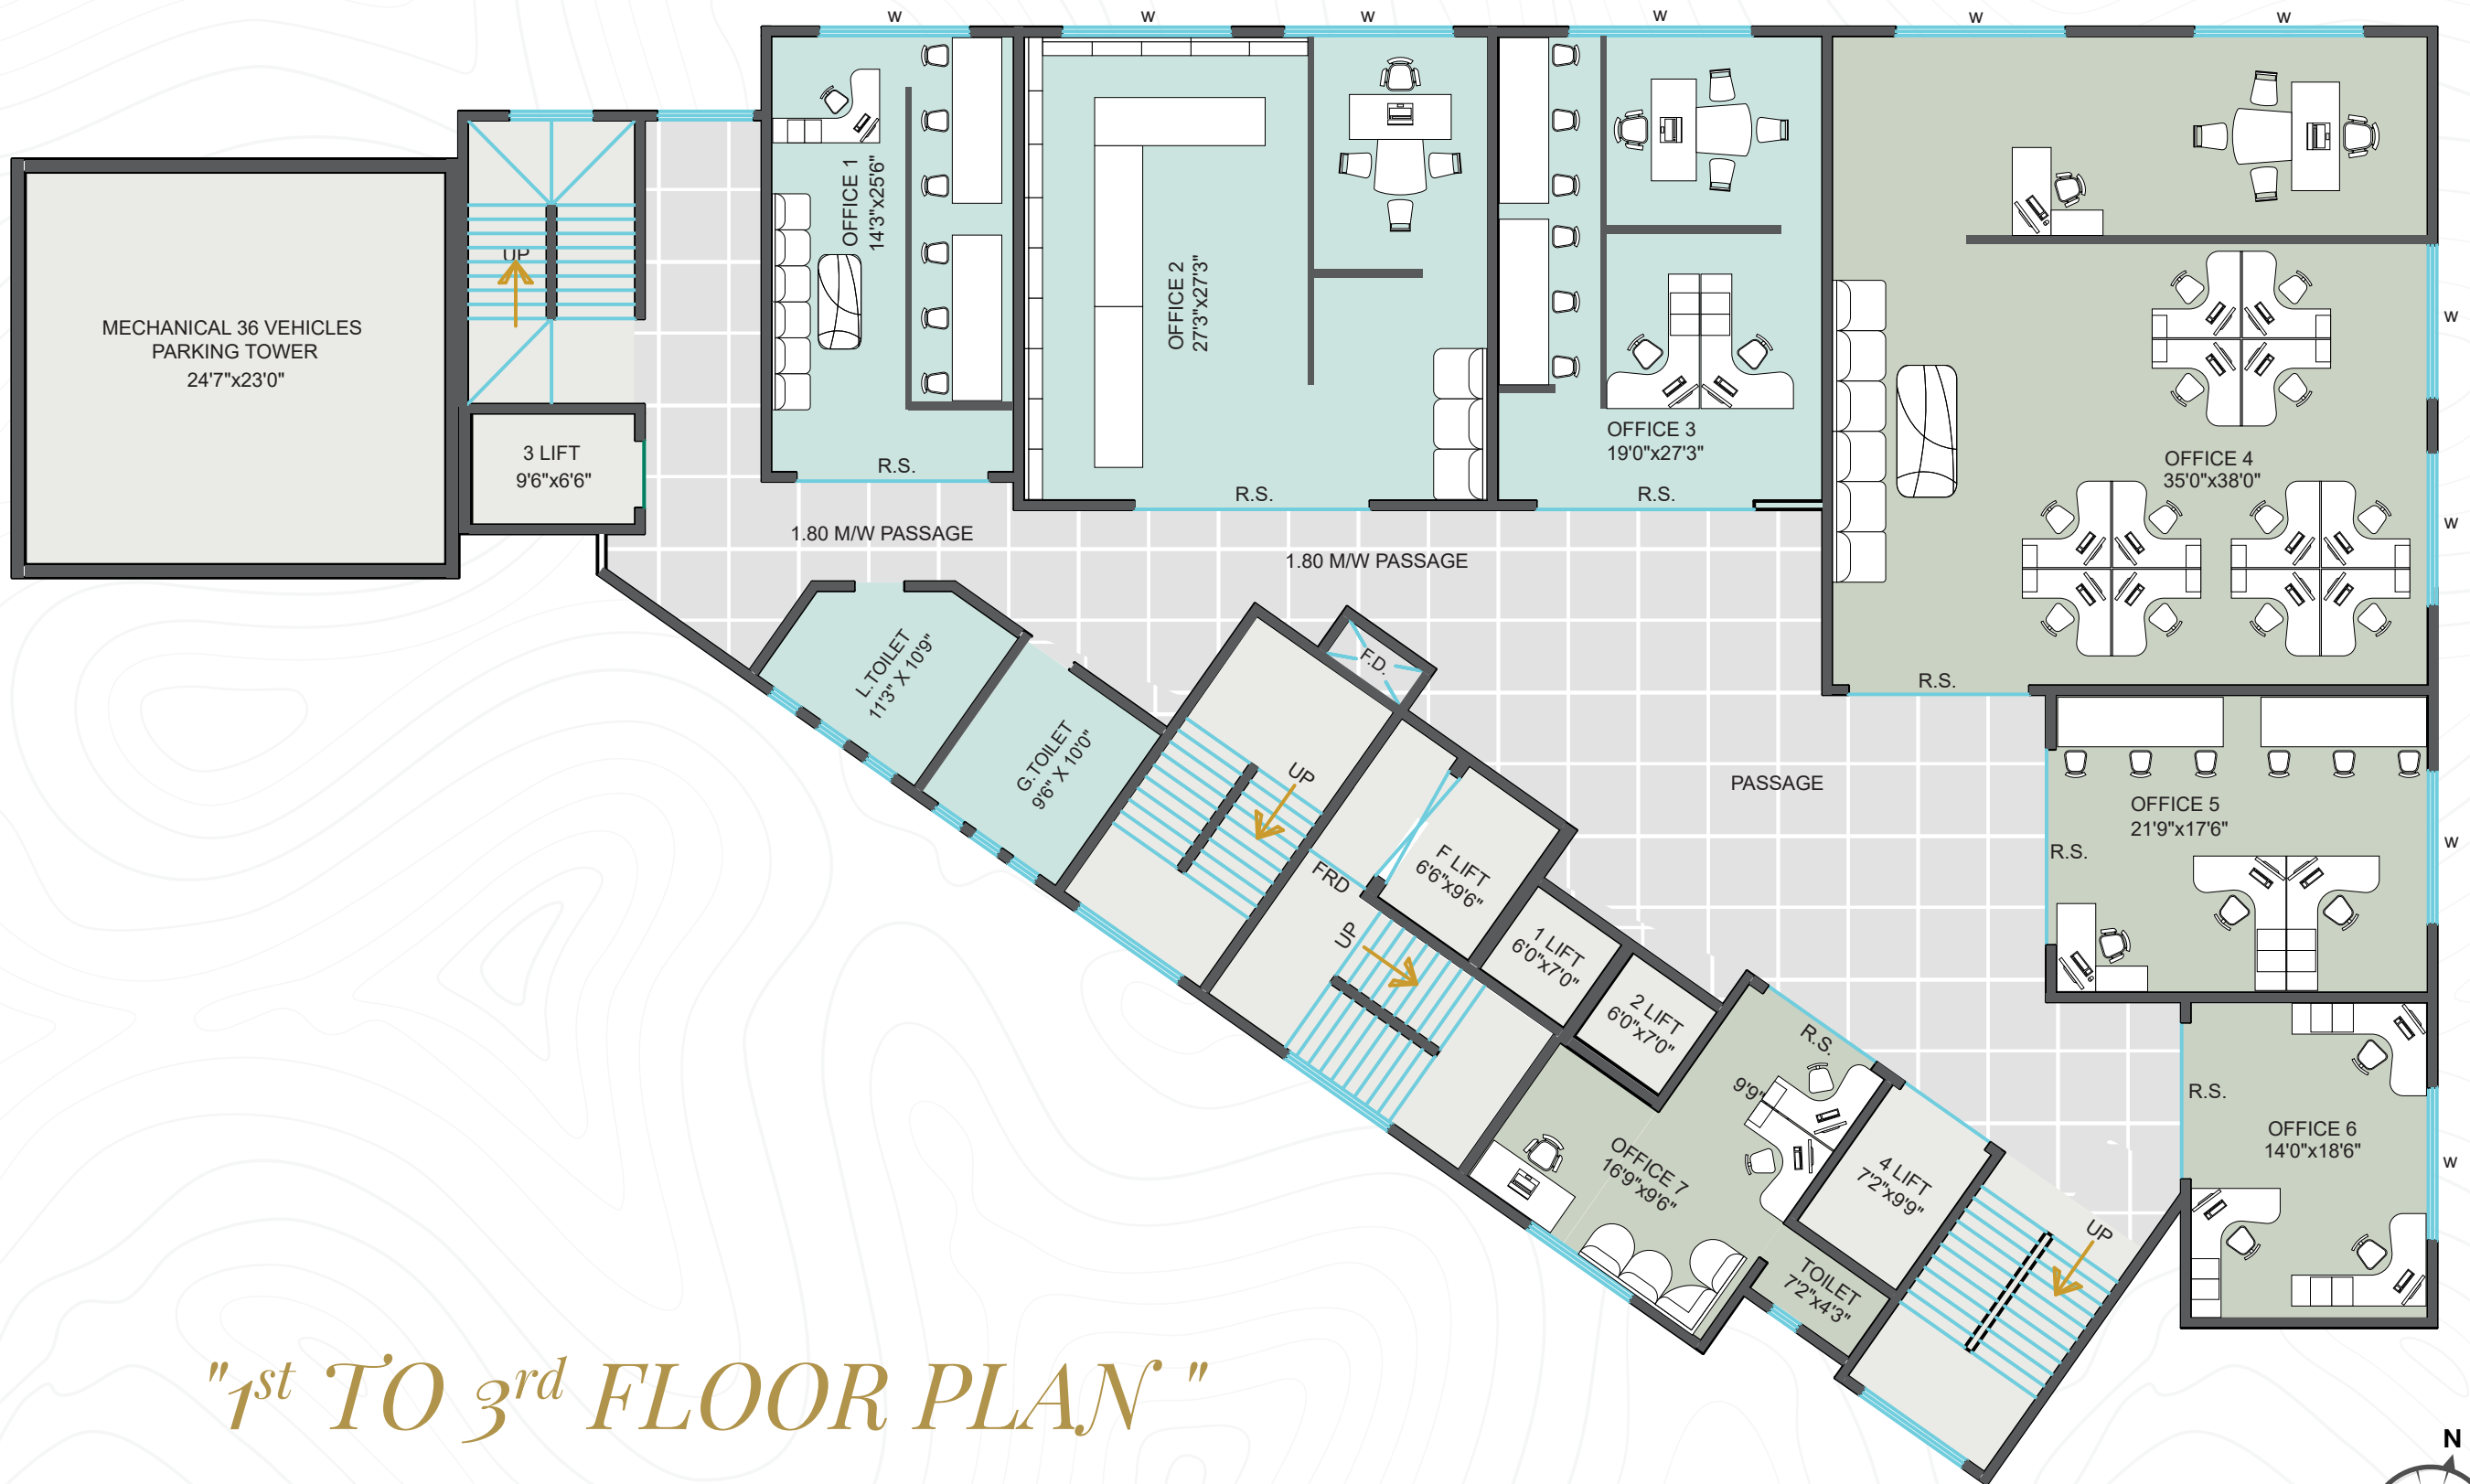 W
W
W
W
W
W
UP
MECHANICAL 36 VEHICLES
PARKING TOWER
24'7"x23'0"
3 LIFT
9'6"x6'6"
OFFICE 1
14'3"x25'6"
R.S.
OFFICE 2
27'3"x27'3"
R.S.
OFFICE 3
19'0"x27'3"
R.S.
OFFICE 4
35'0"x38'0"
W
W
R.S.
1.80 M/W PASSAGE
1.80 M/W PASSAGE
L.TOILET
11'3" X 10'9"
G.TOILET
9'6" X 10'0"
F.D.
UP
FRD
UP
F LIFT
6'6"x9'6"
1 LIFT
6'0"x7'0"
2 LIFT
6'0"x7'0"
PASSAGE
OFFICE 5
21'9"x17'6"
R.S.
W
OFFICE 6
14'0"x18'6"
R.S.
W
R.S.
9'9"
OFFICE 7
16'9"x9'6"
4 LIFT
7'2"x9'9"
TOILET
7'2"x4'3"
UP
"1st TO 3rd FLOOR PLAN "
N